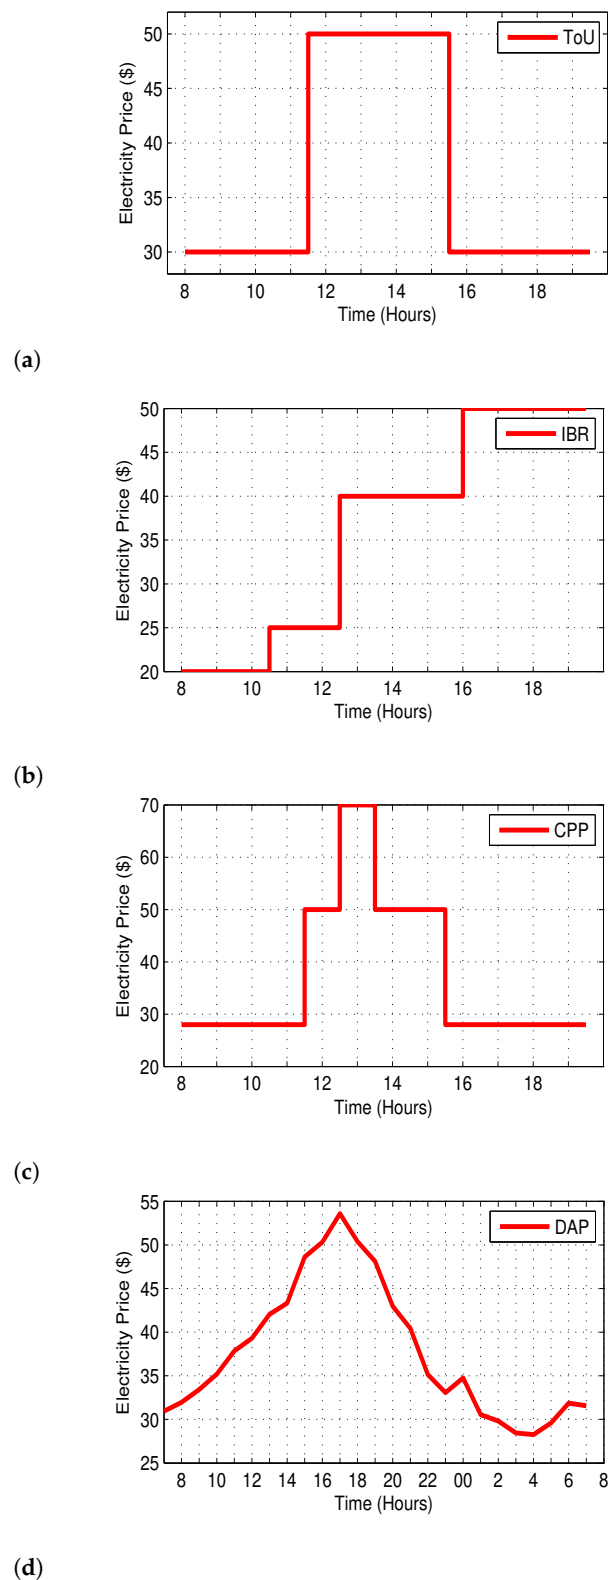 50
45
40
35
30
Electricity Price ($)
ToU
8 10 12 14 16 18
Time (Hours)
(a)
50
45
40
35
30
25
20
Electricity Price ($)
IBR
8 10 12 14 16 18
Time (Hours)
(b)
70
60
50
40
30
20
Electricity Price ($)
CPP
8 10 12 14 16 18
Time (Hours)
(c)
55
50
45
40
35
30
25
Electricity Price ($)
DAP
8 10 12 14 16 18 20 22 00 2 4 6 8
Time (Hours)
(d)